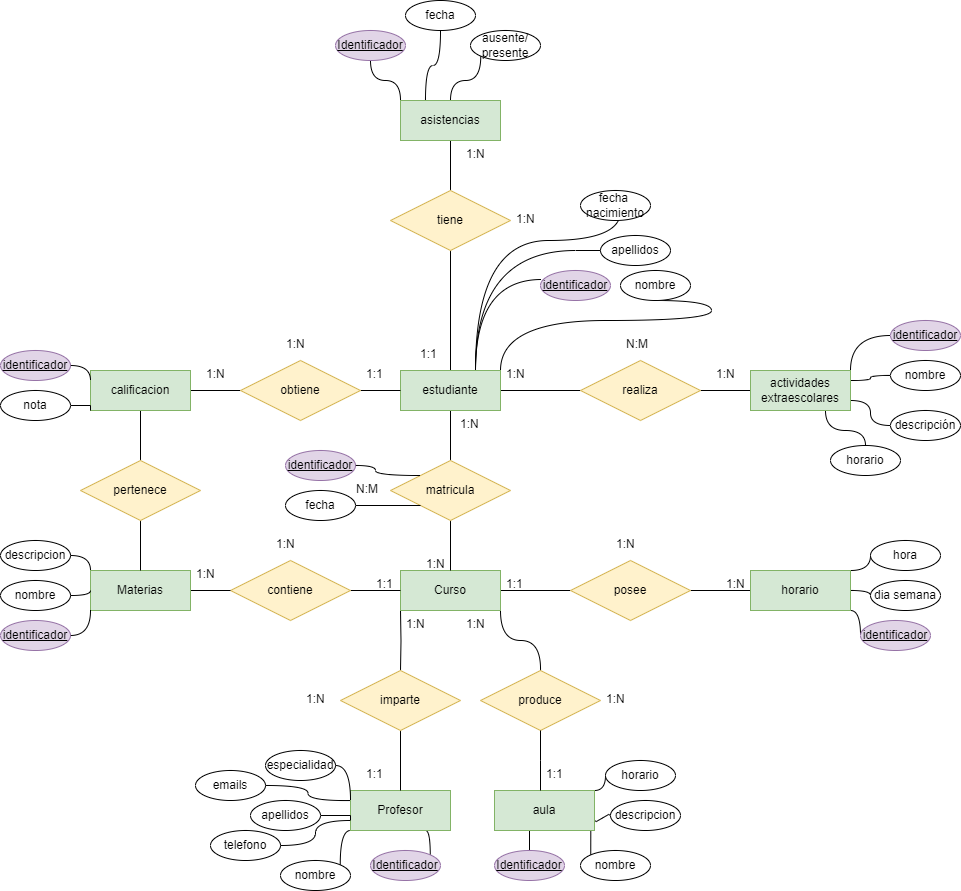 fecha
Identificador
ausente/
presente
asistencias
1:N
tiene
1:N
fecha
nacimiento
apellidos
identificador
nombre
1:1
identificador
nota
calificacion
1:N
1:N
obtiene
1:1
estudiante
1:N
N:M
realiza
1:N
actividades
extraescolares
identificador
nombre
descripción
horario
1:N
pertenece
identificador
N:M
fecha
matricula
descripcion
nombre
identificador
Materias
1:N
1:N
contiene
1:1
1:N
Curso
1:1
1:N
posee
1:N
horario
hora
dia semana
identificador
1:N
1:N
1:N
imparte
produce
1:N
1:1
1:1
especialidad
emails
apellidos
telefono
nombre
Profesor
Identificador
aula
horario
descripcion
Identificador
nombre